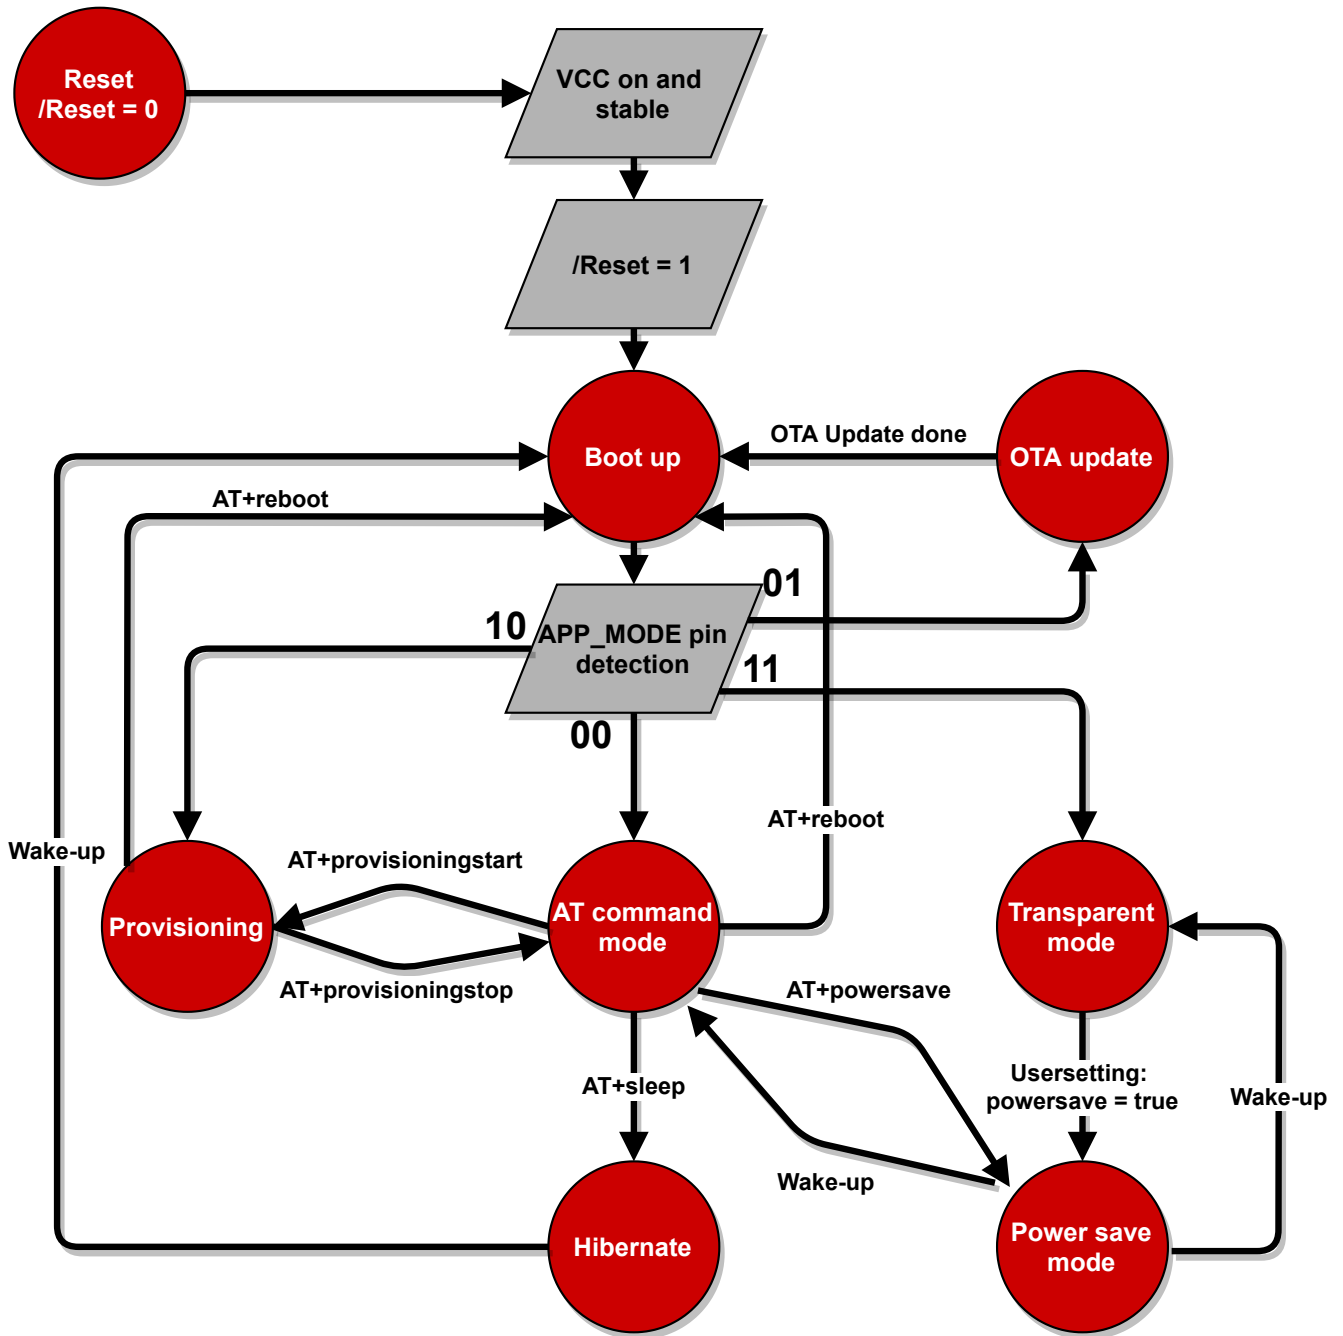 Reset
/Reset = 0
VCC on and
stable
/Reset = 1
Boot up
OTA Update done
OTA update
AT+reboot
01
10
APP_MODE pin
detection
11
00
Wake-up
AT+reboot
AT+provisioningstart
Provisioning
AT command
mode
Transparent
mode
AT+provisioningstop
AT+powersave
AT+sleep
Usersetting:
powersave = true
Wake-up
Wake-up
Hibernate
Power save
mode